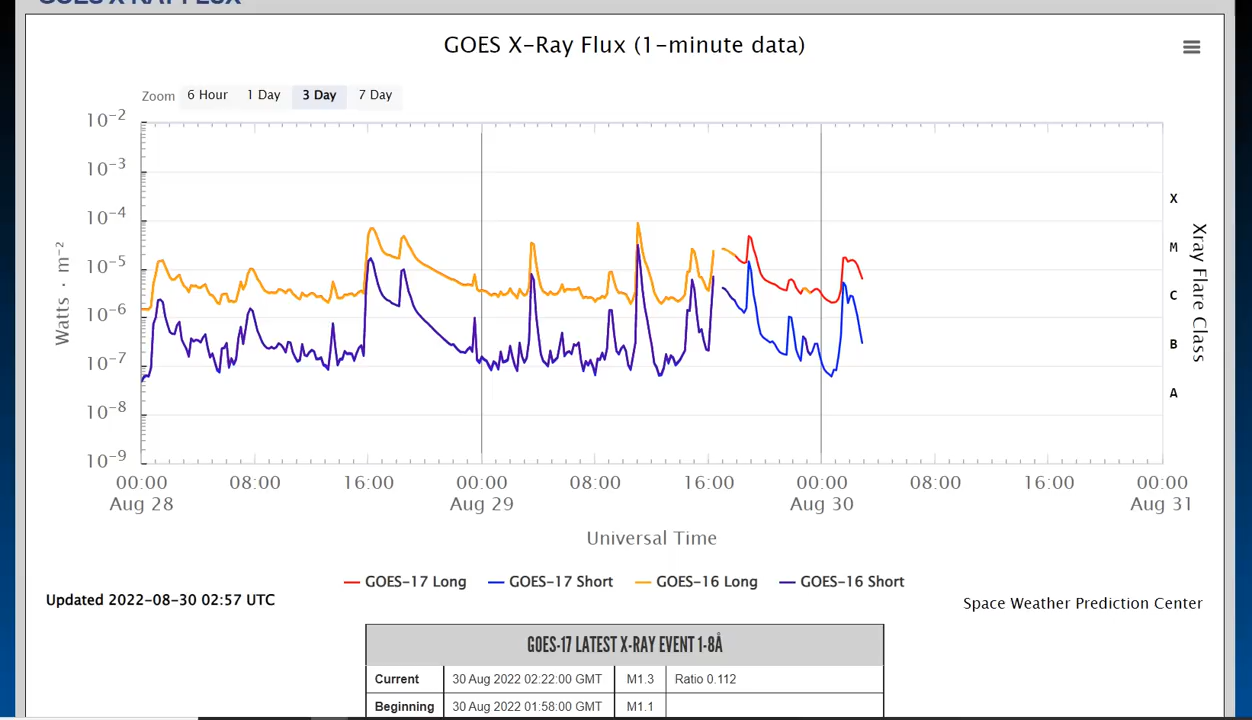 GOES X-RAY FLUX
GOES X-Ray Flux (1-minute data)
Zoom 6 Hour 1 Day 3 Day 7 Day
10⁻²
10⁻³
10⁻⁴
10⁻⁵
10⁻⁶
10⁻⁷
10⁻⁸
10⁻⁹
Watts · m⁻²
X
M
C
B
A
Xray Flare Class
00:00 08:00 16:00 00:00 08:00 16:00 00:00 08:00 16:00 00:00
Aug 28 Aug 29 Aug 30 Aug 31
Universal Time
GOES-17 Long GOES-17 Short GOES-16 Long GOES-16 Short
Updated 2022-08-30 02:57 UTC
Space Weather Prediction Center
GOES-17 LATEST X-RAY EVENT 1-8Å
Current 30 Aug 2022 02:22:00 GMT M1.3 Ratio 0.112
Beginning 30 Aug 2022 01:58:00 GMT M1.1